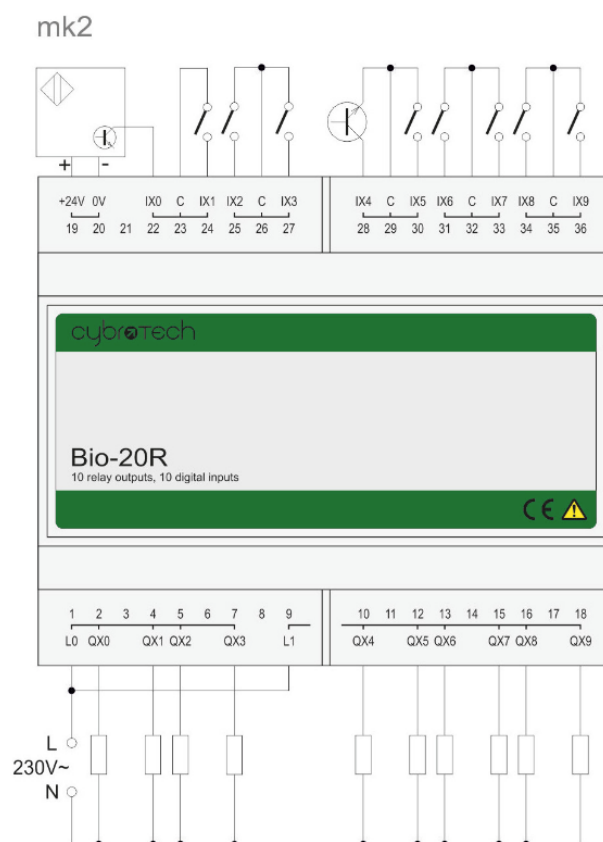 mk2
+ -
+24V 0V IX0 C IX1 IX2 C IX3 IX4 C IX5 IX6 C IX7 IX8 C IX9
19 20 21 22 23 24 25 26 27 28 29 30 31 32 33 34 35 36
cybrotech
Bio-20R
10 relay outputs, 10 digital inputs
CE
1 2 3 4 5 6 7 8 9 10 11 12 13 14 15 16 17 18
L0 QX0 QX1 QX2 QX3 L1 QX4 QX5 QX6 QX7 QX8 QX9
L
230V~
N